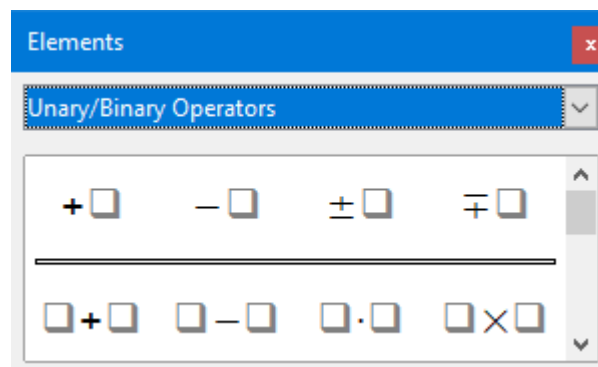 Elements x
Unary/Binary Operators
+□ −□ ±□ ∓□
□+□ □−□ □·□ □×□